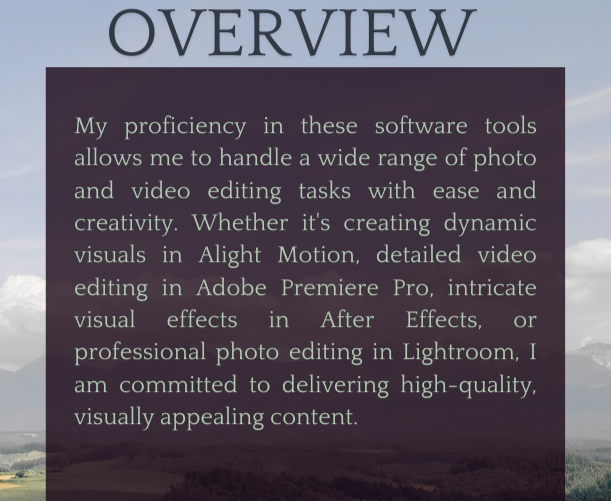 OVERVIEW
My proficiency in these software tools
allows me to handle a wide range of photo
and video editing tasks with ease and
creativity. Whether it's creating dynamic
visuals in Alight Motion, detailed video
editing in Adobe Premiere Pro, intricate
visual effects in After Effects, or
professional photo editing in Lightroom, I
am committed to delivering high-quality,
visually appealing content.